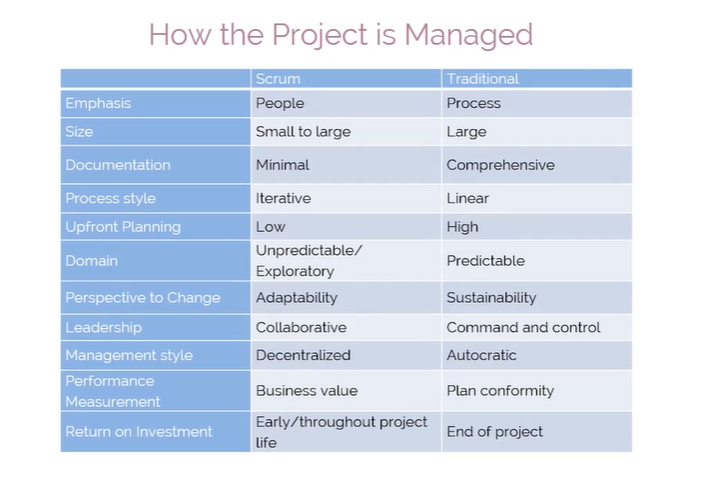 How the Project is Managed
Scrum Traditional
Emphasis People Process
Size Small to large Large
Documentation Minimal Comprehensive
Process style Iterative Linear
Upfront Planning Low High
Domain Unpredictable/
Exploratory Predictable
Perspective to Change Adaptability Sustainability
Leadership Collaborative Command and control
Management style Decentralized Autocratic
Performance
Measurement Business value Plan conformity
Return on Investment Early/throughout project
life End of project